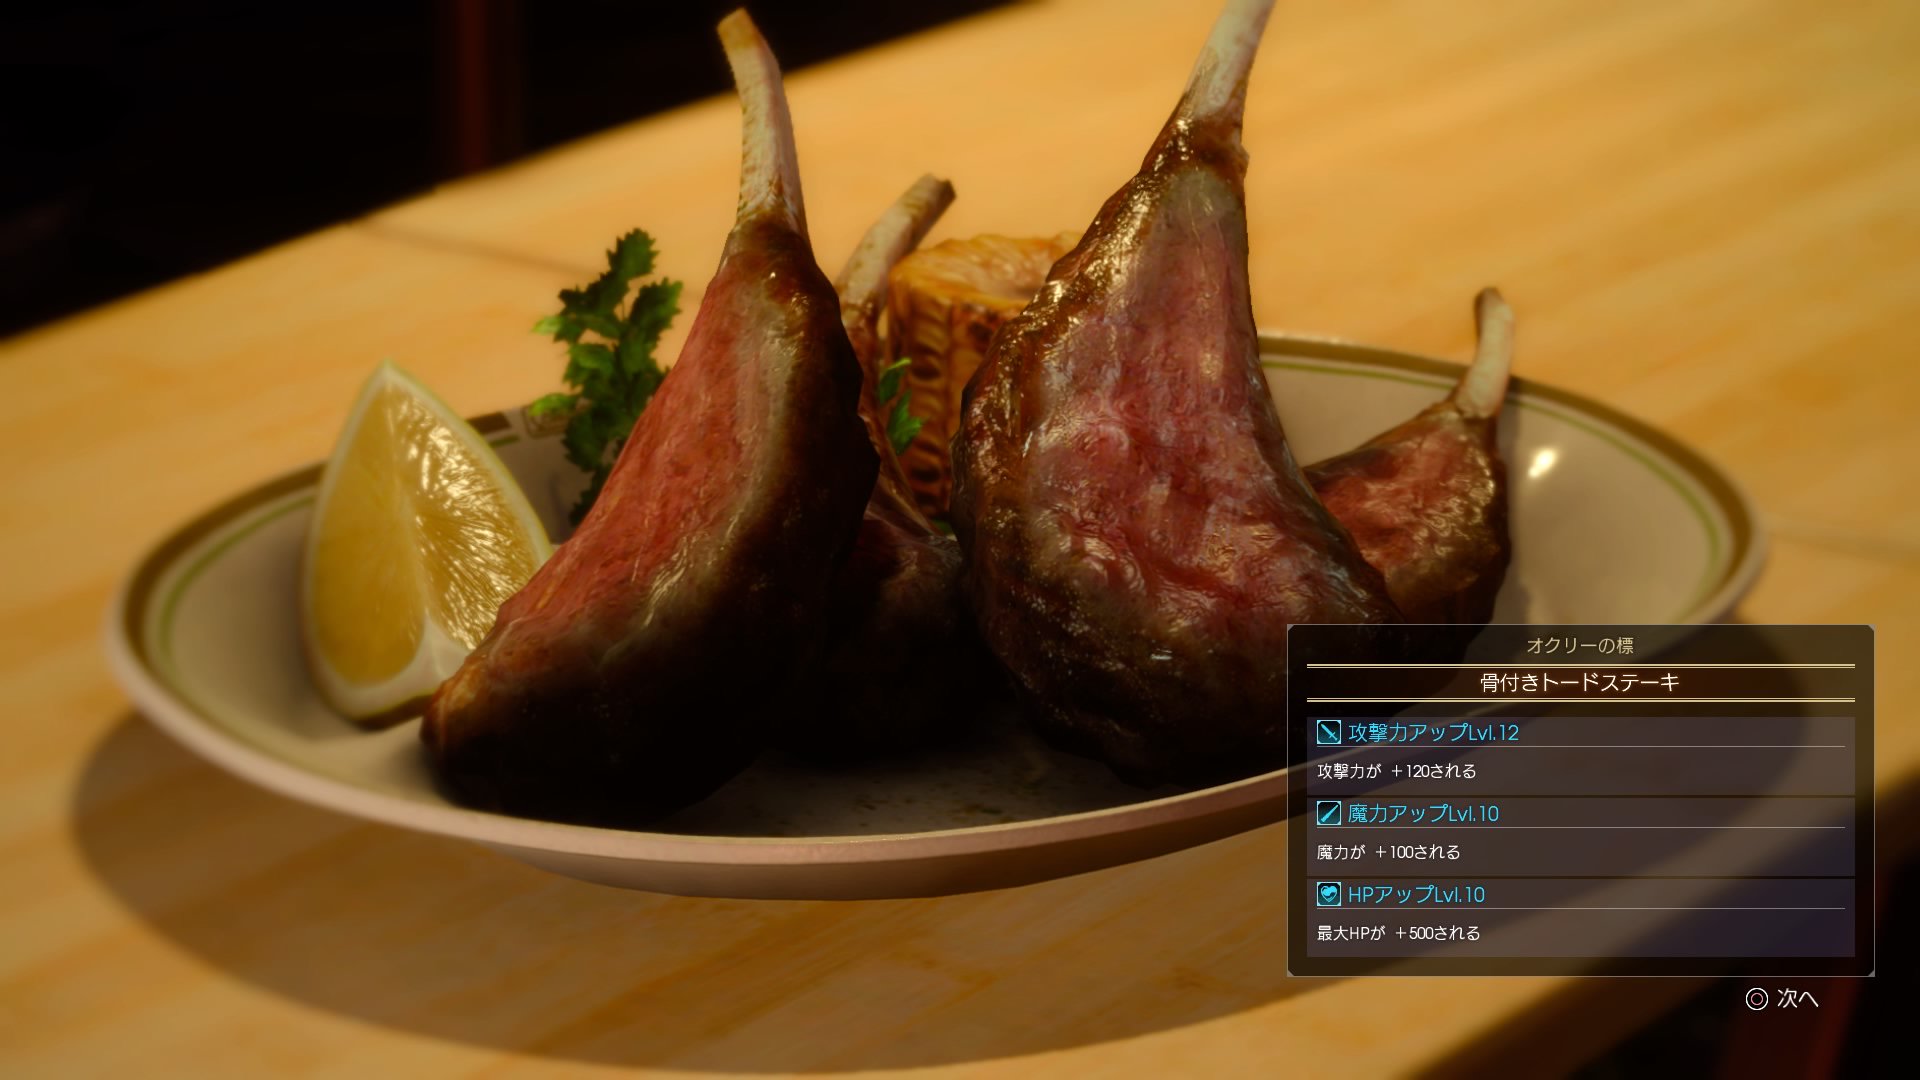 オクリーの標
骨付きトードステーキ
攻撃力アップLvl.12
攻撃力が +120される
魔力アップLvl.10
魔力が +100される
HPアップLvl.10
最大HPが +500される
次へ